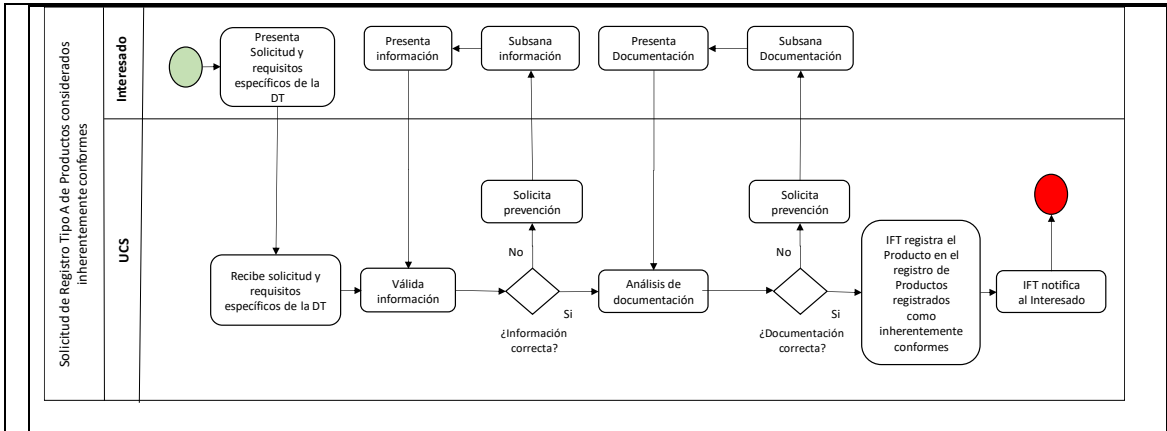 Solicitud de Registro Tipo A de Productos considerados
inherentemente conformes
Interesado
Presenta
Solicitud y
requisitos
específicos de la
DT
Presenta
información
Subsana
información
Presenta
Documentación
Subsana
Documentación
UCS
Recibe solicitud y
requisitos
específicos de la DT
Válida
información
Solicita
prevención
No
Si
¿Información
correcta?
Análisis de
documentación
Solicita
prevención
No
Si
¿Documentación
correcta?
IFT registra el
Producto en el
registro de
Productos
registrados
como
inherentemente
conformes
IFT notifica
al Interesado